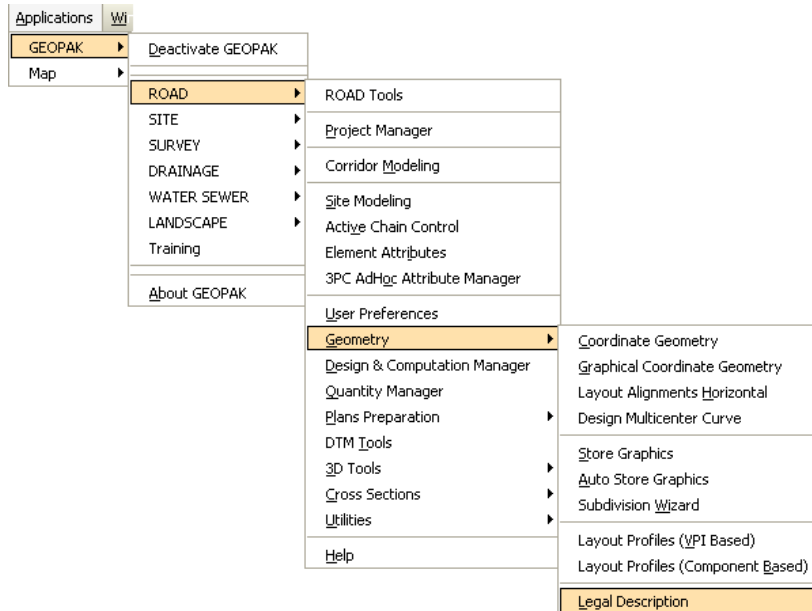 Applications Wi
GEOPAK
Map
Deactivate GEOPAK
ROAD
SITE
SURVEY
DRAINAGE
WATER SEWER
LANDSCAPE
Training
About GEOPAK
ROAD Tools
Project Manager
Corridor Modeling
Site Modeling
Active Chain Control
Element Attributes
3PC AdHoc Attribute Manager
User Preferences
Geometry
Design & Computation Manager
Quantity Manager
Plans Preparation
DTM Tools
3D Tools
Cross Sections
Utilities
Help
Coordinate Geometry
Graphical Coordinate Geometry
Layout Alignments Horizontal
Design Multicenter Curve
Store Graphics
Auto Store Graphics
Subdivision Wizard
Layout Profiles (VPI Based)
Layout Profiles (Component Based)
Legal Description